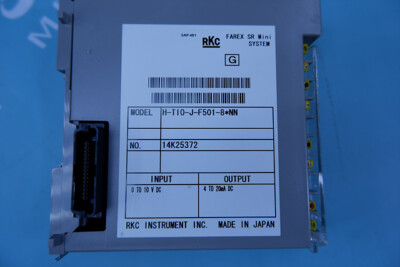 RKC
FAREX SR Mini
SYSTEM
G
MODEL H-TIO-J-F501-8*NN
NO. 14K25372
INPUT OUTPUT
0 TO 10 V DC 4 TO 20mA DC
RKC INSTRUMENT INC. MADE IN JAPAN